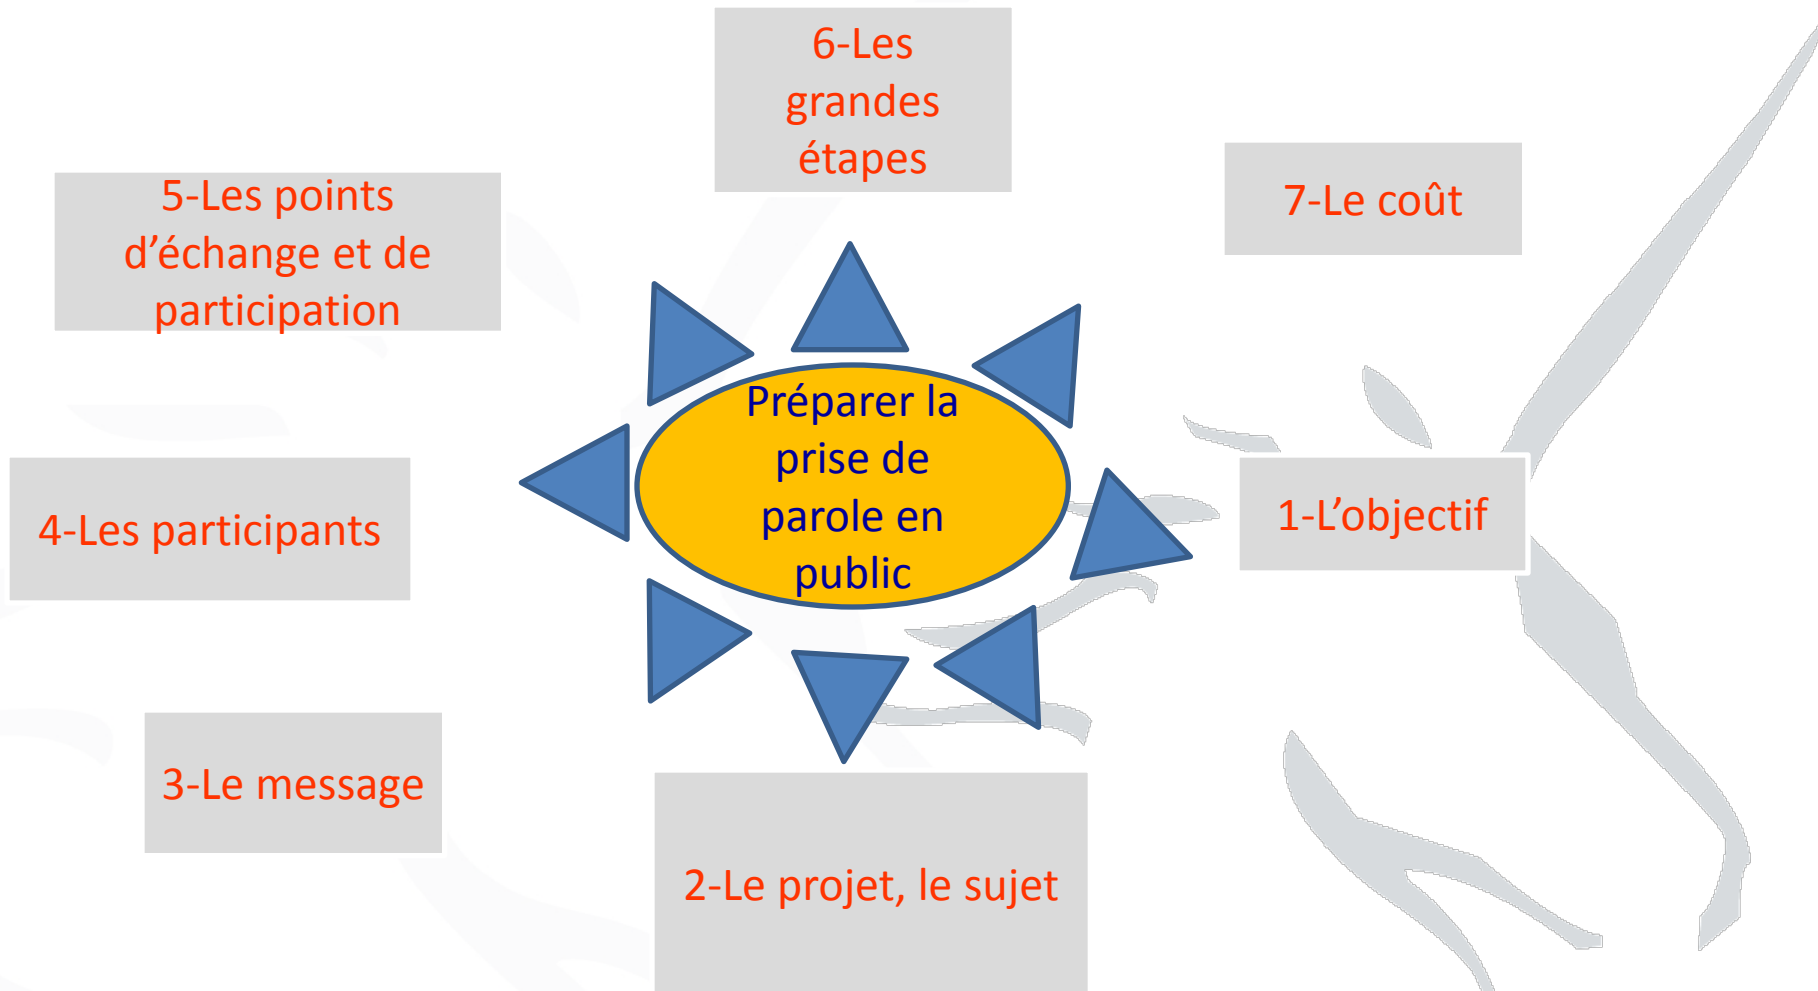 6-Les
grandes
étapes
7-Le coût
5-Les points
d’échange et de
participation
Préparer la
prise de
parole en
public
4-Les participants
1-L’objectif
3-Le message
2-Le projet, le sujet